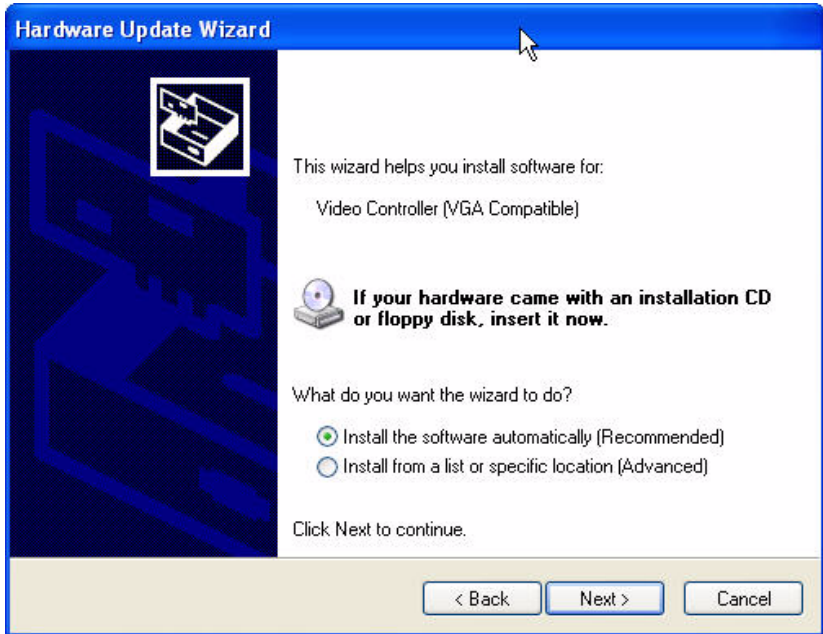 Hardware Update Wizard
This wizard helps you install software for:
Video Controller (VGA Compatible)
If your hardware came with an installation CD
or floppy disk, insert it now.
What do you want the wizard to do?
Install the software automatically (Recommended)
Install from a list or specific location (Advanced)
Click Next to continue.
< Back
Next >
Cancel